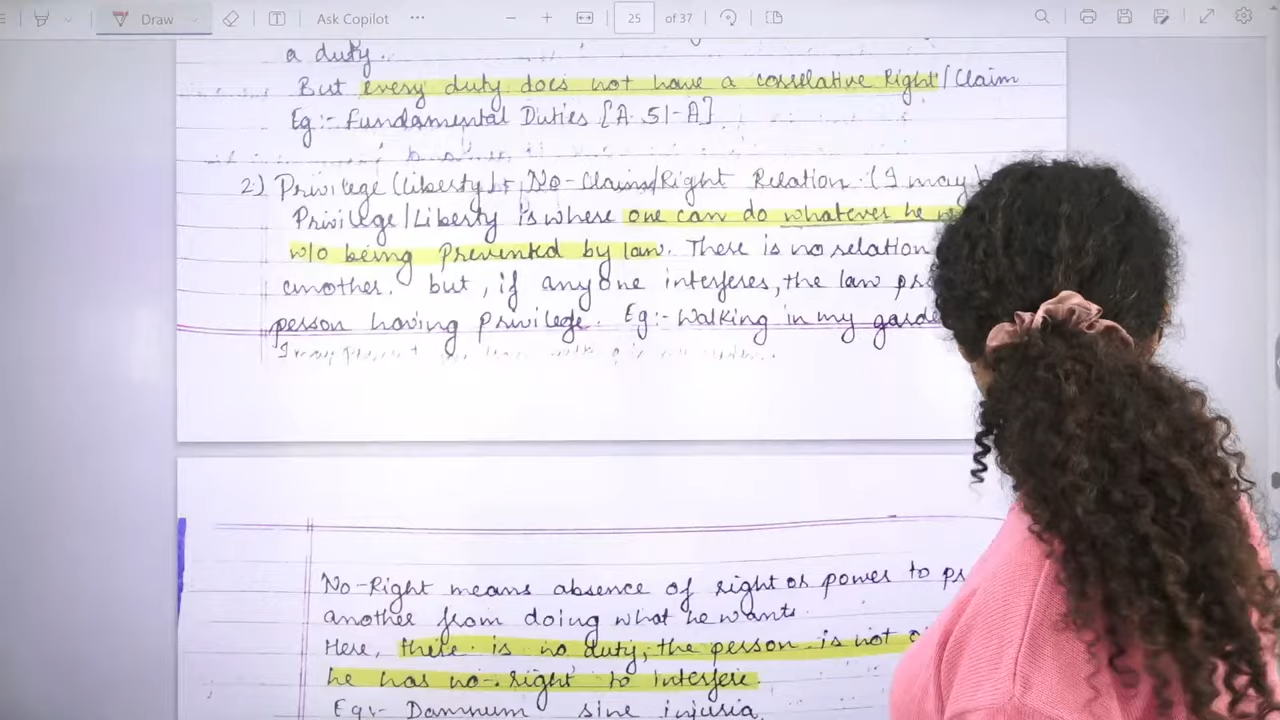 Draw
Ask Copilot
25 of 37
a duty.
But every duty does not have a correlative Right/Claim
Eg:- Fundamental Duties [A. 51-A]
2) Privilege (Liberty) + No-Claim/Right Relation. (I may)
Privilege/Liberty is where one can do whatever he
w/o being prevented by law. There is no relation
another. but, if any one interferes, the law
person having privilege. Eg:- Walking in my
I may
No-Right means absence of right or power to
another from doing what he wants.
Here, there is no duty, the person is not
he has no-right to interfere.
Eg:- Damnum sine injuria.